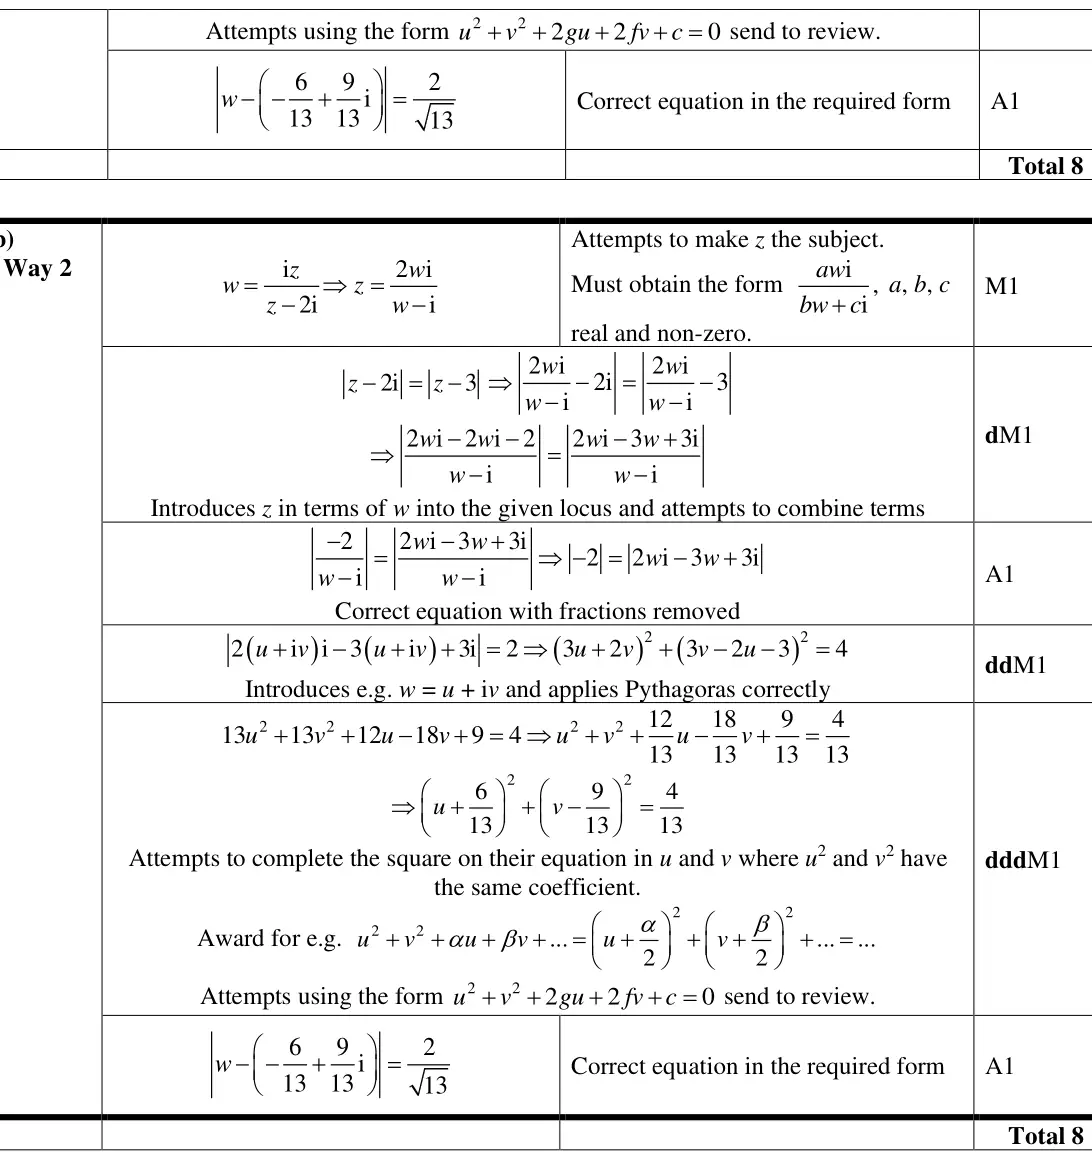 Attempts using the form u² + v² + 2gu + 2fv + c = 0 send to review.
|w − (−6/13 + 9/13 i)| = 2/√13 Correct equation in the required form A1
Total 8
b)
Way 2
w = iz/(z − 2i) ⇒ z = 2wi/(w − i)
Attempts to make z the subject.
Must obtain the form awi/(bw + ci), a, b, c
real and non-zero.
M1
|z − 2i| = |z − 3| ⇒ |2wi/(w − i) − 2i| = |2wi/(w − i) − 3|
⇒ |(2wi − 2wi − 2)/(w − i)| = |(2wi − 3w + 3i)/(w − i)|
Introduces z in terms of w into the given locus and attempts to combine terms
dM1
|−2/(w − i)| = |(2wi − 3w + 3i)/(w − i)| ⇒ |−2| = |2wi − 3w + 3i|
Correct equation with fractions removed
A1
|2(u + iv)i − 3(u + iv) + 3i| = 2 ⇒ (3u + 2v)² + (3v − 2u − 3)² = 4
Introduces e.g. w = u + iv and applies Pythagoras correctly
ddM1
13u² + 13v² + 12u − 18v + 9 = 4 ⇒ u² + v² + 12/13 u − 18/13 v + 9/13 = 4/13
⇒ (u + 6/13)² + (v − 9/13)² = 4/13
Attempts to complete the square on their equation in u and v where u² and v² have
the same coefficient.
Award for e.g. u² + v² + αu + βv + ... = (u + α/2)² + (v + β/2)² + ... = ...
Attempts using the form u² + v² + 2gu + 2fv + c = 0 send to review.
dddM1
|w − (−6/13 + 9/13 i)| = 2/√13 Correct equation in the required form A1
Total 8